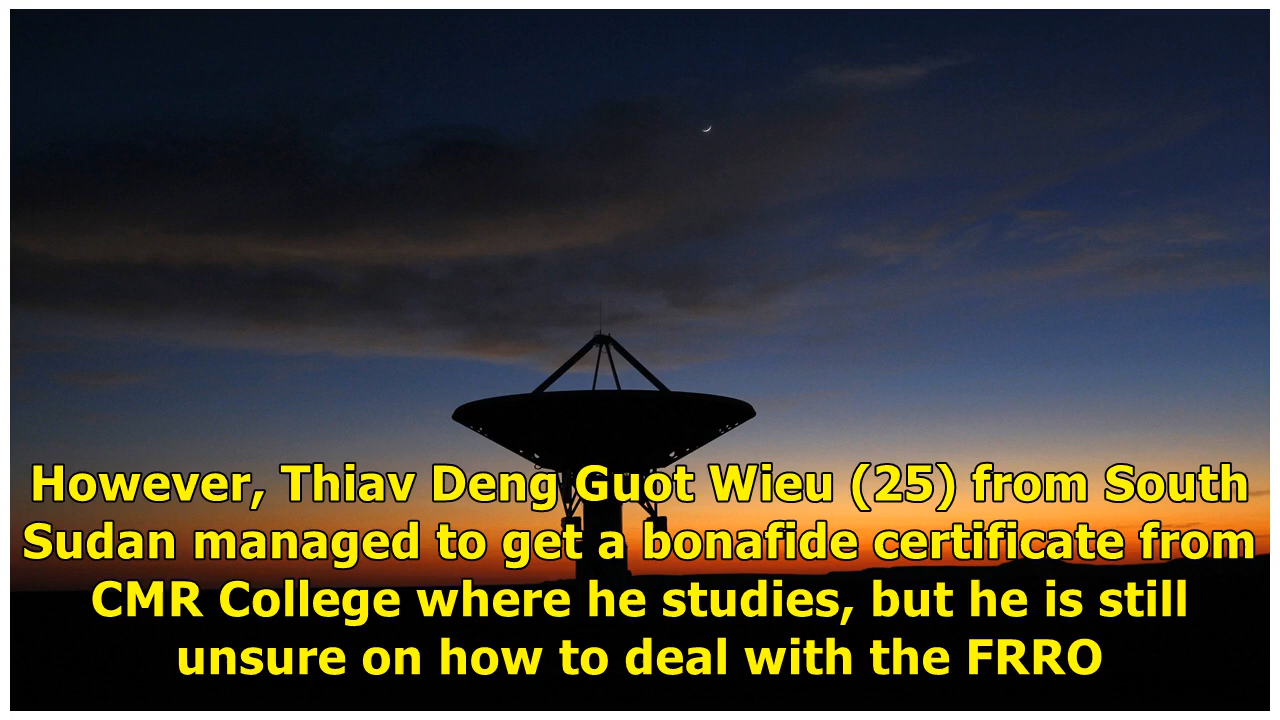 However, Thiav Deng Guot Wieu (25) from South
Sudan managed to get a bonafide certificate from
CMR College where he studies, but he is still
unsure on how to deal with the FRRO